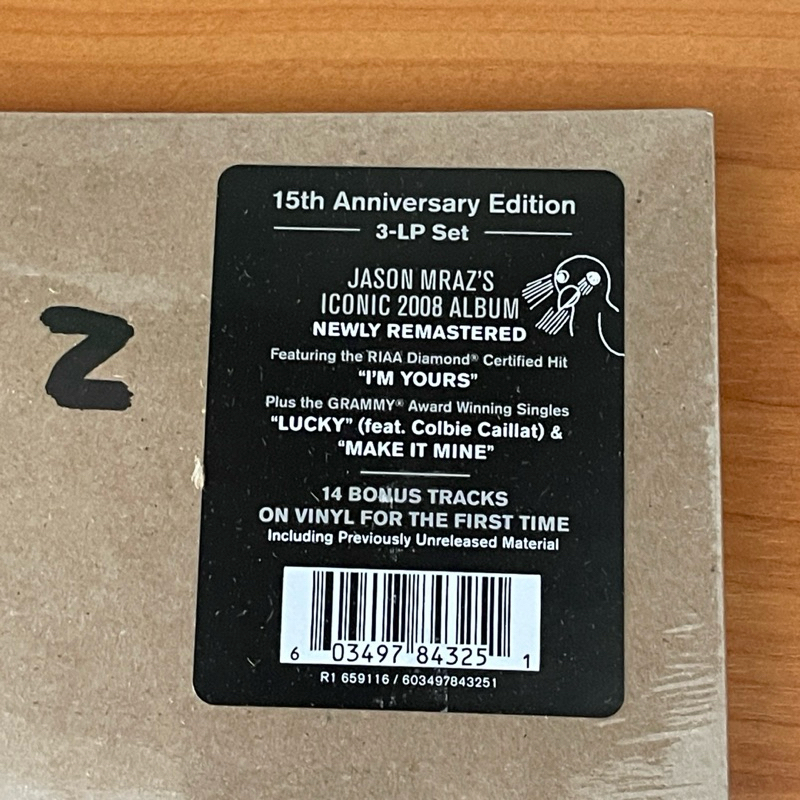 15th Anniversary Edition
3-LP Set
JASON MRAZ'S
ICONIC 2008 ALBUM
NEWLY REMASTERED
Featuring the RIAA Diamond® Certified Hit
"I'M YOURS"
Plus the GRAMMY® Award Winning Singles
"LUCKY" (feat. Colbie Caillat) &
"MAKE IT MINE"
14 BONUS TRACKS
ON VINYL FOR THE FIRST TIME
Including Previously Unreleased Material
6 03497 84325 1
R1 659116 / 603497843251
Z